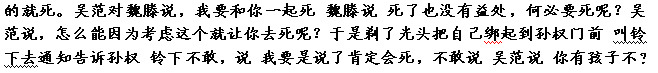 的就死。吴范对魏滕说，我要和你一起死 魏滕说 死了也没有益处，何必要死呢？吴
范说，怎么能因为考虑这个就让你去死呢？于是剃了光头把自己绑起到孙权门前 叫铃
下去通知告诉孙权 铃下不敢，说 我要是说了肯定会死，不敢说 吴范说 你有孩子不？